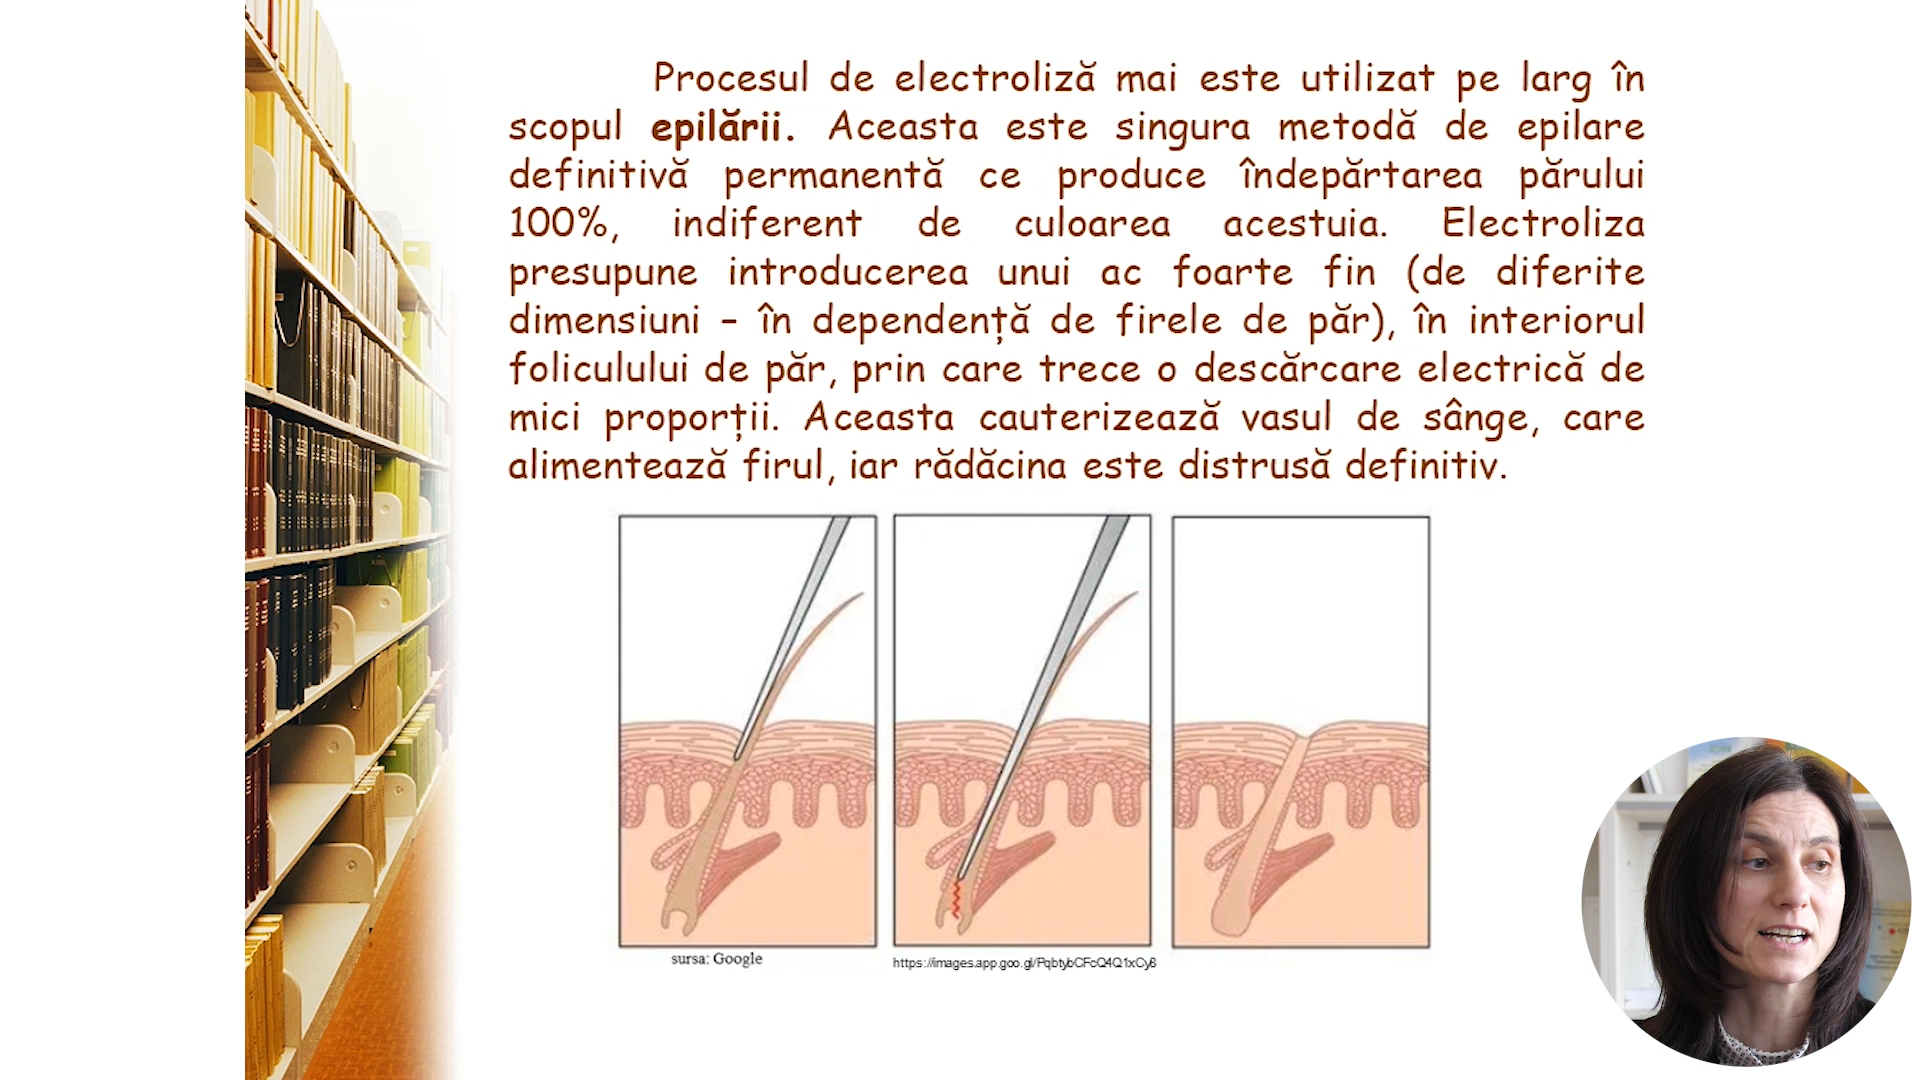 Procesul de electroliză mai este utilizat pe larg în
scopul epilării. Aceasta este singura metodă de epilare
definitivă permanentă ce produce îndepărtarea părului
100%, indiferent de culoarea acestuia. Electroliza
presupune introducerea unui ac foarte fin (de diferite
dimensiuni – în dependență de firele de păr), în interiorul
foliculului de păr, prin care trece o descărcare electrică de
mici proporții. Aceasta cauterizează vasul de sânge, care
alimentează firul, iar rădăcina este distrusă definitiv.
sursa: Google
https://images.app.goo.gl/PqbtybCFcQ4Q1xCy8